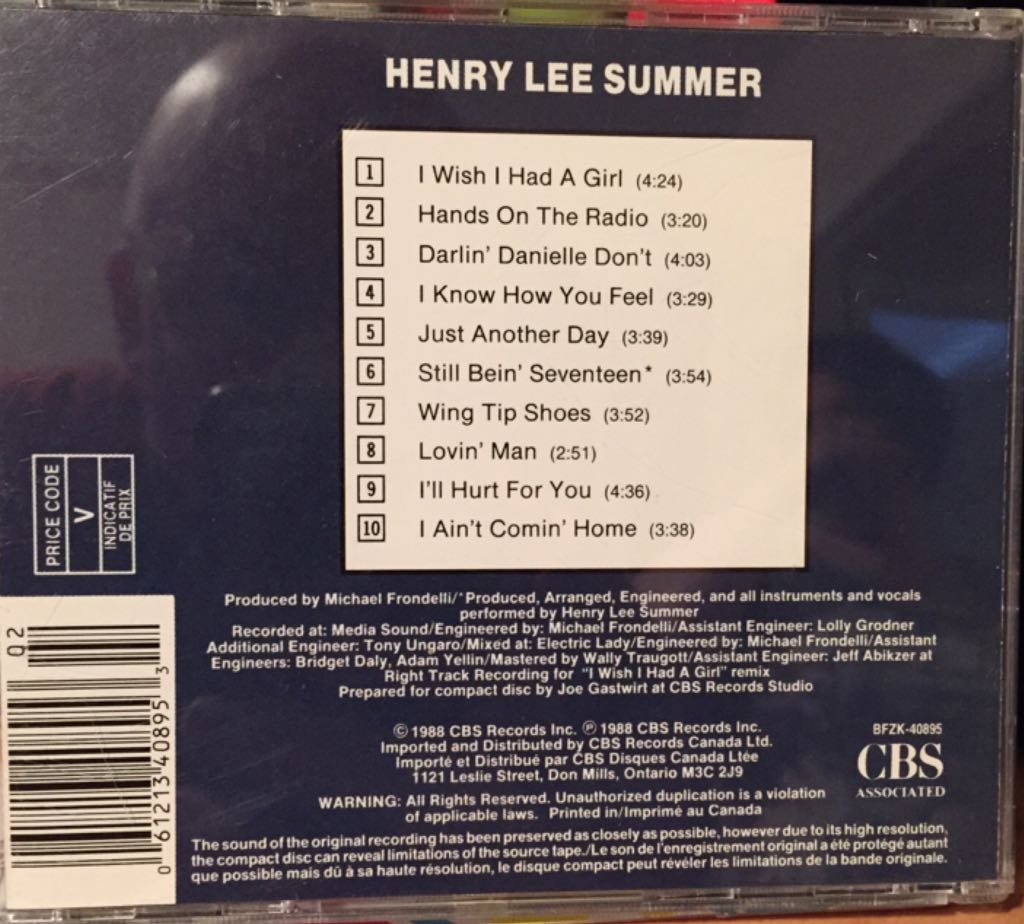 HENRY LEE SUMMER
1 I Wish I Had A Girl (4:24)
2 Hands On The Radio (3:20)
3 Darlin' Danielle Don't (4:03)
4 I Know How You Feel (3:29)
5 Just Another Day (3:39)
6 Still Bein' Seventeen* (3:54)
7 Wing Tip Shoes (3:52)
8 Lovin' Man (2:51)
9 I'll Hurt For You (4:36)
10 I Ain't Comin' Home (3:38)
PRICE CODE
V
INDICATIF
DE PRIX
Produced by Michael Frondelli/*Produced, Arranged, Engineered, and all instruments and vocals
performed by Henry Lee Summer
Recorded at: Media Sound/Engineered by: Michael Frondelli/Assistant Engineer: Lolly Grodner
Additional Engineer: Tony Ungaro/Mixed at: Electric Lady/Engineered by: Michael Frondelli/Assistant
Engineers: Bridget Daly, Adam Yellin/Mastered by Wally Traugott/Assistant Engineer: Jeff Abikzer at
Right Track Recording for "I Wish I Had A Girl" remix
Prepared for compact disc by Joe Gastwirt at CBS Records Studio
© 1988 CBS Records Inc. ℗ 1988 CBS Records Inc.
Imported and Distributed by CBS Records Canada Ltd.
Importé et Distribué par CBS Disques Canada Ltée
1121 Leslie Street, Don Mills, Ontario M3C 2J9
BFZK-40895
CBS
ASSOCIATED
WARNING: All Rights Reserved. Unauthorized duplication is a violation
of applicable laws. Printed in/Imprimé au Canada
The sound of the original recording has been preserved as closely as possible, however due to its high resolution,
the compact disc can reveal limitations of the source tape./Le son de l'enregistrement original a été protégé autant
que possible mais dû à sa haute résolution, le disque compact peut révéler les limitations de la bande originale.
02
0 6121340895 3